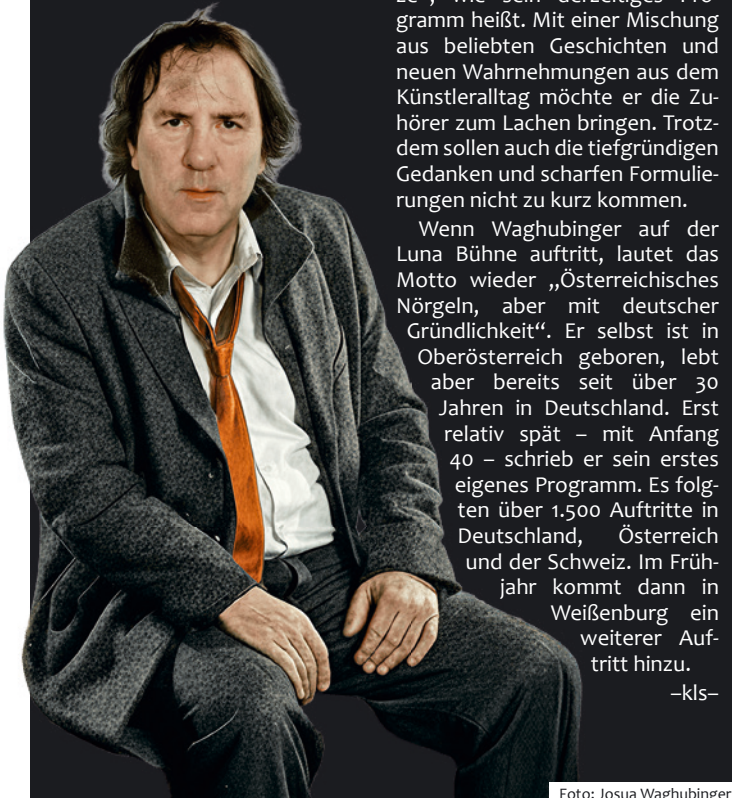 ze“, wie sein derzeitiges Pro-
gramm heißt. Mit einer Mischung
aus beliebten Geschichten und
neuen Wahrnehmungen aus dem
Künstleralltag möchte er die Zu-
hörer zum Lachen bringen. Trotz-
dem sollen auch die tiefgründigen
Gedanken und scharfen Formulie-
rungen nicht zu kurz kommen.
Wenn Waghubinger auf der
Luna Bühne auftritt, lautet das
Motto wieder „Österreichisches
Nörgeln, aber mit deutscher
Gründlichkeit“. Er selbst ist in
Oberösterreich geboren, lebt
aber bereits seit über 30
Jahren in Deutschland. Erst
relativ spät – mit Anfang
40 – schrieb er sein erstes
eigenes Programm. Es folg-
ten über 1.500 Auftritte in
Deutschland, Österreich
und der Schweiz. Im Früh-
jahr kommt dann in
Weißenburg ein
weiterer Auf-
tritt hinzu.
–kls–
Foto: Josua Waghubinger